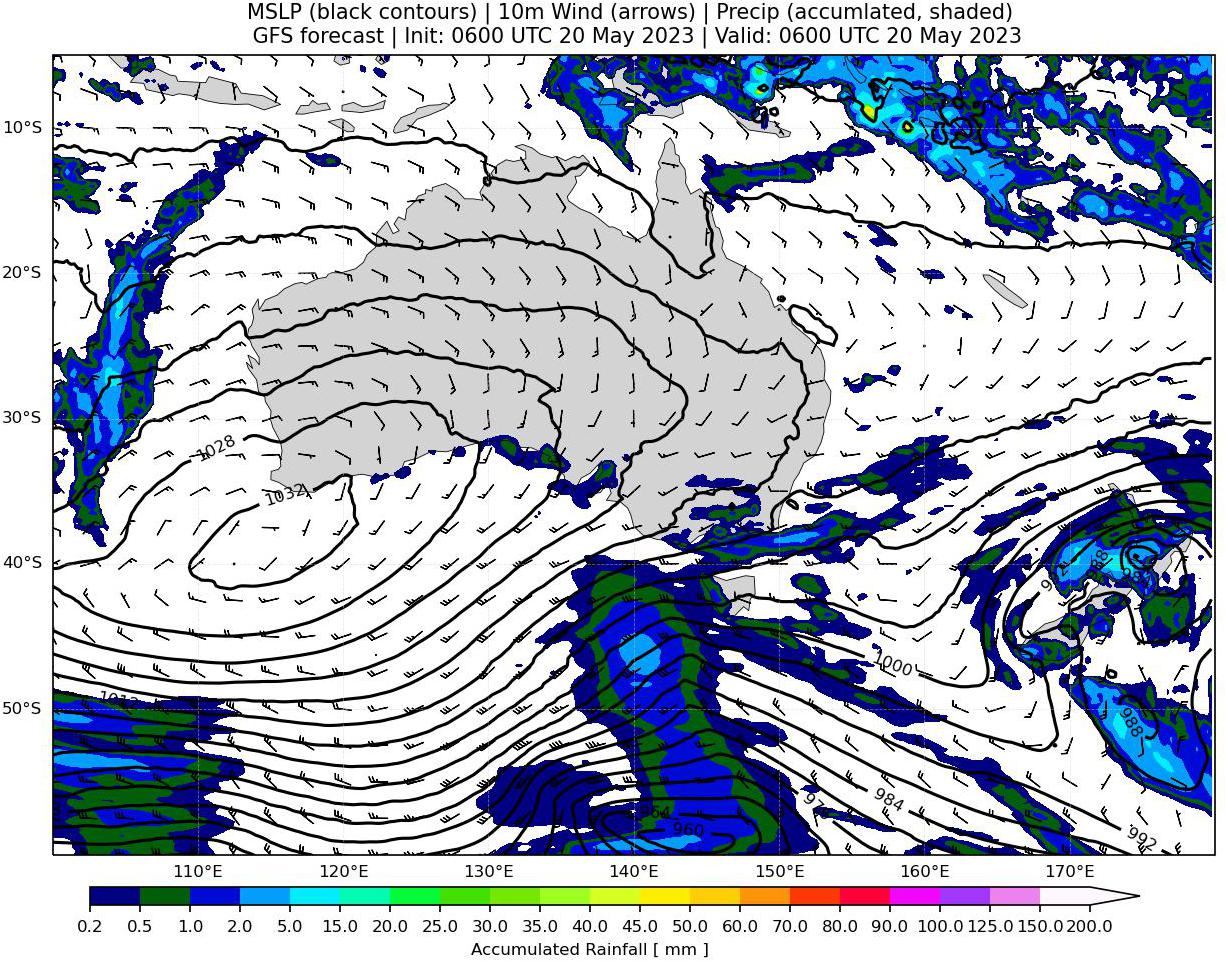 MSLP (black contours) | 10m Wind (arrows) | Precip (accumlated, shaded)
GFS forecast | Init: 0600 UTC 20 May 2023 | Valid: 0600 UTC 20 May 2023
10°S
20°S
30°S
1028
1032
40°S
1000
50°S
1012
988
964
960
984
992
110°E 120°E 130°E 140°E 150°E 160°E 170°E
0.2 0.5 1.0 2.0 5.0 10.0 15.0 20.0 25.0 30.0 35.0 40.0 45.0 50.0 60.0 70.0 80.0 90.0 100.0 125.0 150.0 200.0
Accumulated Rainfall [ mm ]